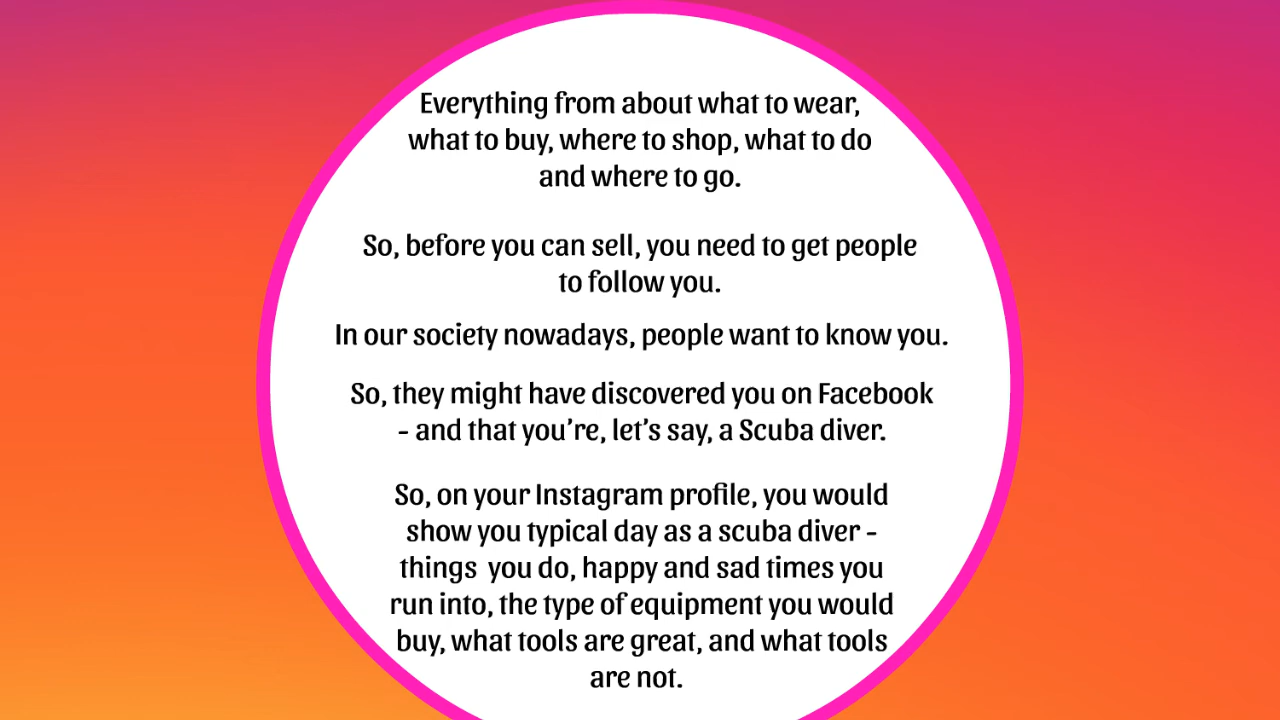 Everything from about what to wear,
what to buy, where to shop, what to do
and where to go.
So, before you can sell, you need to get people
to follow you.
In our society nowadays, people want to know you.
So, they might have discovered you on Facebook
- and that you’re, let’s say, a Scuba diver.
So, on your Instagram profile, you would
show you typical day as a scuba diver -
things  you do, happy and sad times you
run into, the type of equipment you would
buy, what tools are great, and what tools
are not.